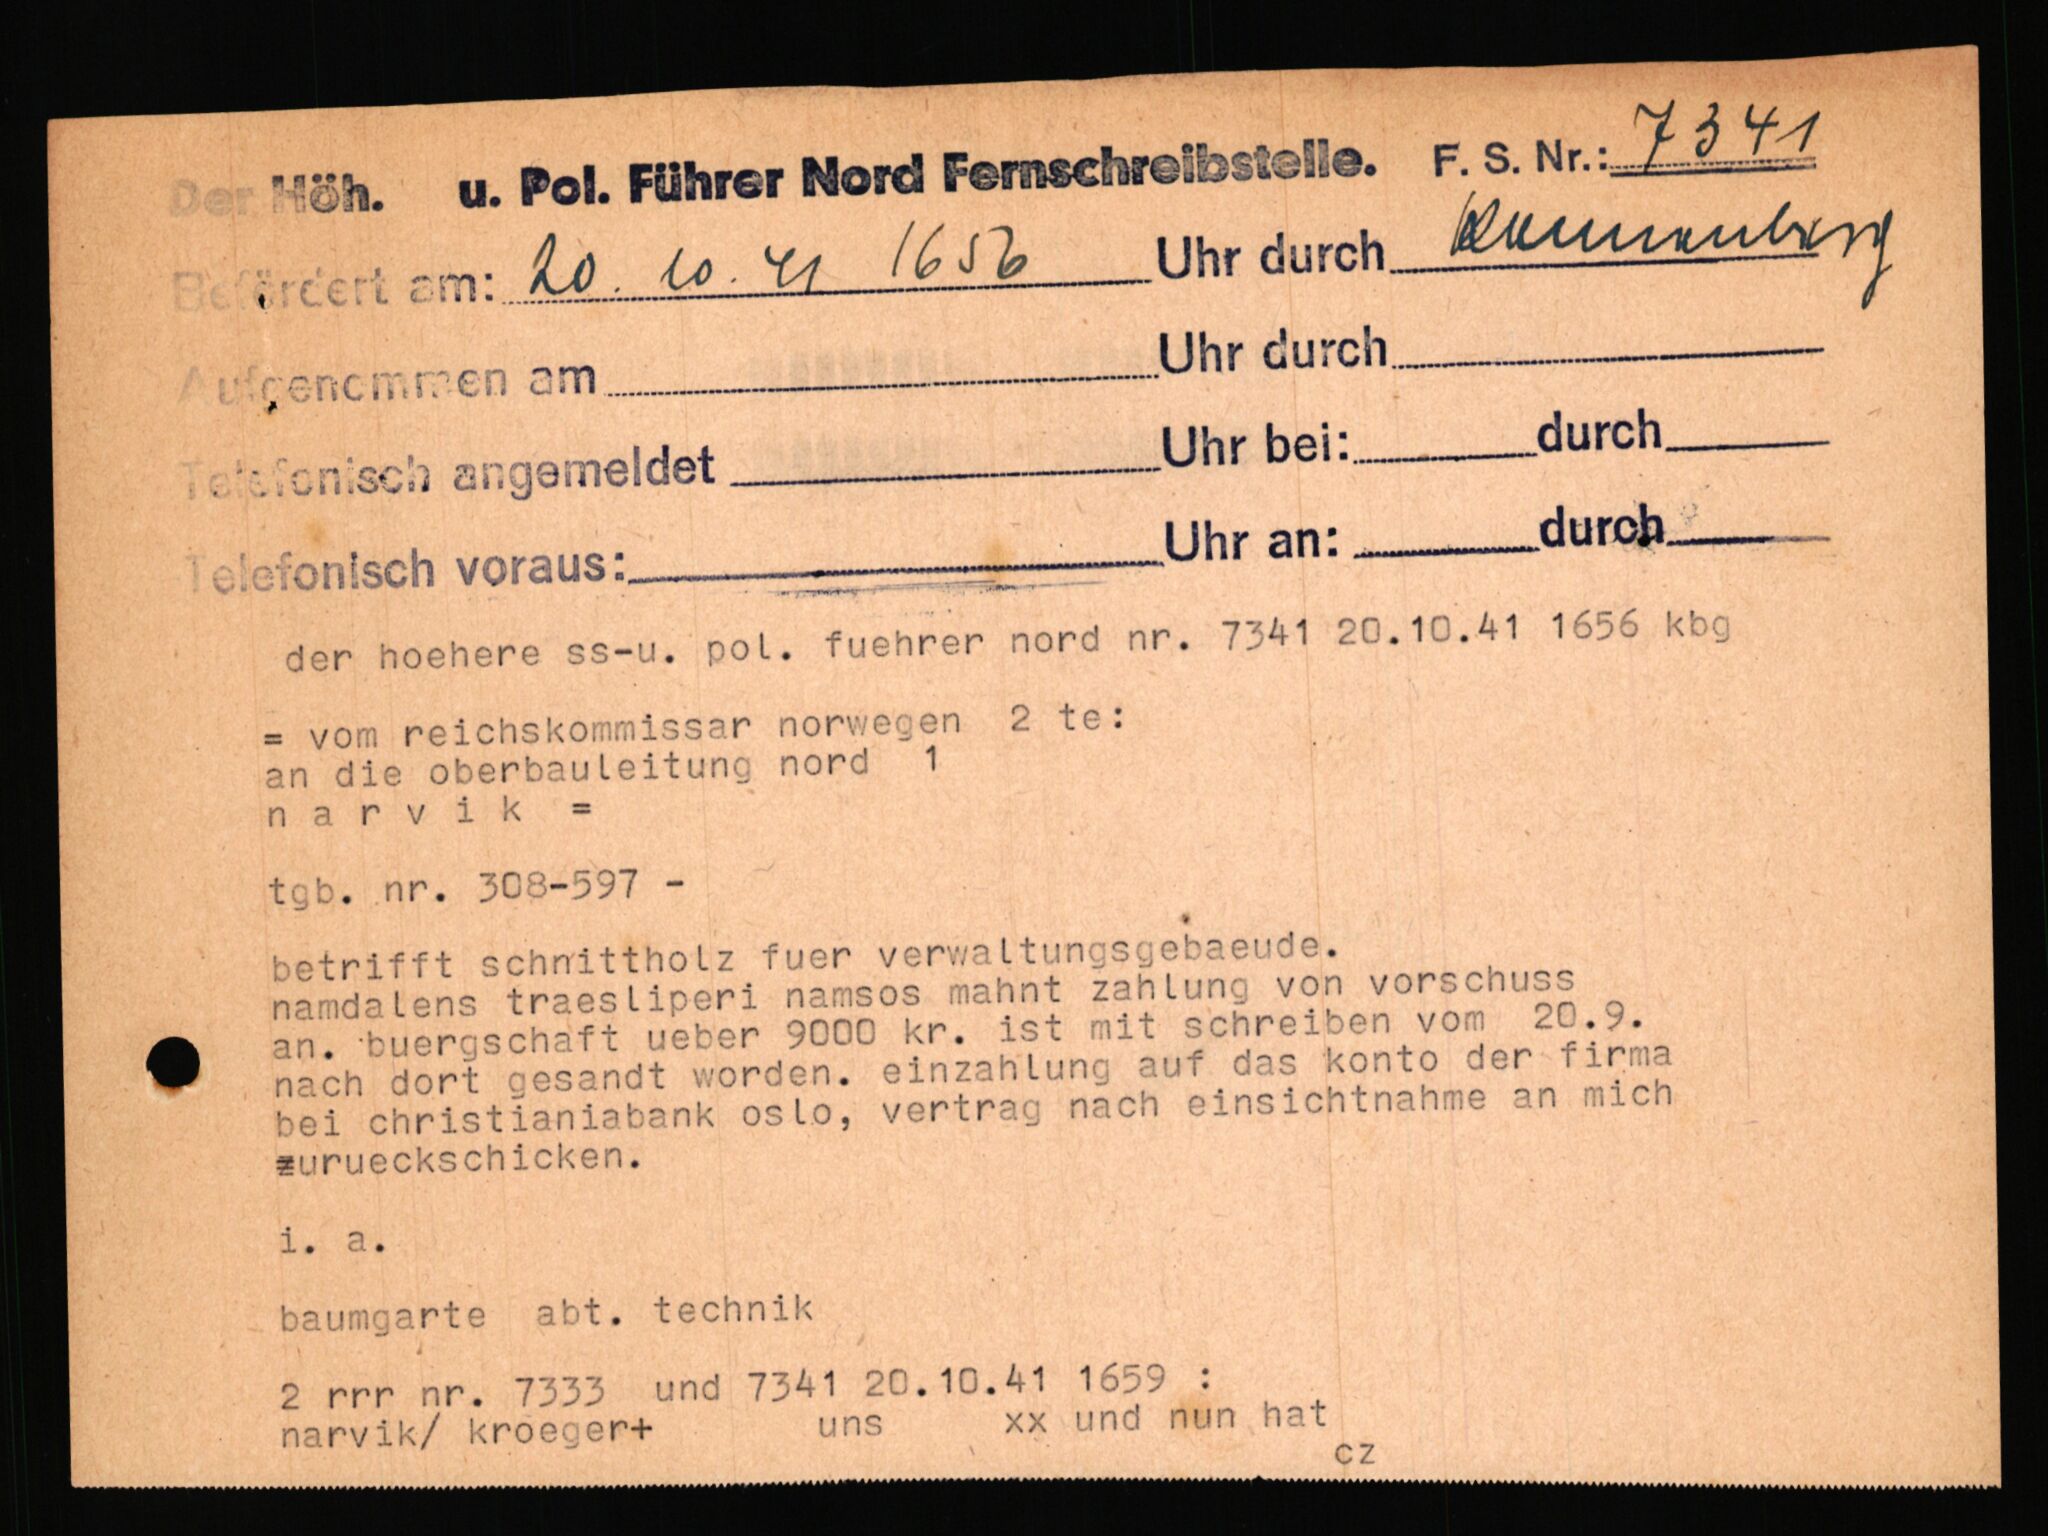 Der Höh. u. Pol. Führer Nord Fernschreibstelle. F. S. Nr.: 7341
Befördert am: 20. 10. 41 1656 Uhr durch
Aufgenommen am Uhr durch
Telefonisch angemeldet Uhr bei: durch
Telefonisch voraus: Uhr an: durch
der hoehere ss-u. pol. fuehrer nord nr. 7341 20.10.41 1656 kbg
= vom reichskommissar norwegen 2 te:
an die oberbauleitung nord 1
n a r v i k =
tgb. nr. 308-597 -
betrifft schnittholz fuer verwaltungsgebaeude.
namdalens traesliperi namsos mahnt zahlung von vorschuss
an. buergschaft ueber 9000 kr. ist mit schreiben vom 20.9.
nach dort gesandt worden. einzahlung auf das konto der firma
bei christianiabank oslo, vertrag nach einsichtnahme an mich
zurueckschicken.
i. a.
baumgarte abt. technik
2 rrr nr. 7333 und 7341 20.10.41 1659 :
narvik/ kroeger+ uns xx und nun hat
cz